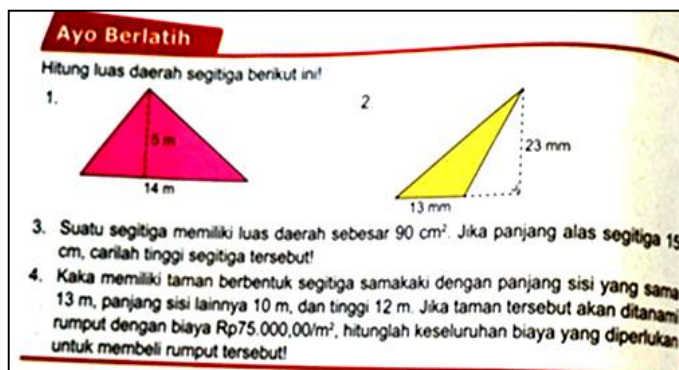 Ayo Berlatih
Hitung luas daerah segitiga berikut ini!
1.
2.
5 m
14 m
23 mm
13 mm
3. Suatu segitiga memiliki luas daerah sebesar 90 cm². Jika panjang alas segitiga 15
cm, carilah tinggi segitiga tersebut!
4. Kaka memiliki taman berbentuk segitiga samakaki dengan panjang sisi yang sama
13 m, panjang sisi lainnya 10 m, dan tinggi 12 m. Jika taman tersebut akan ditanami
rumput dengan biaya Rp75.000,00/m², hitunglah keseluruhan biaya yang diperlukan
untuk membeli rumput tersebut!